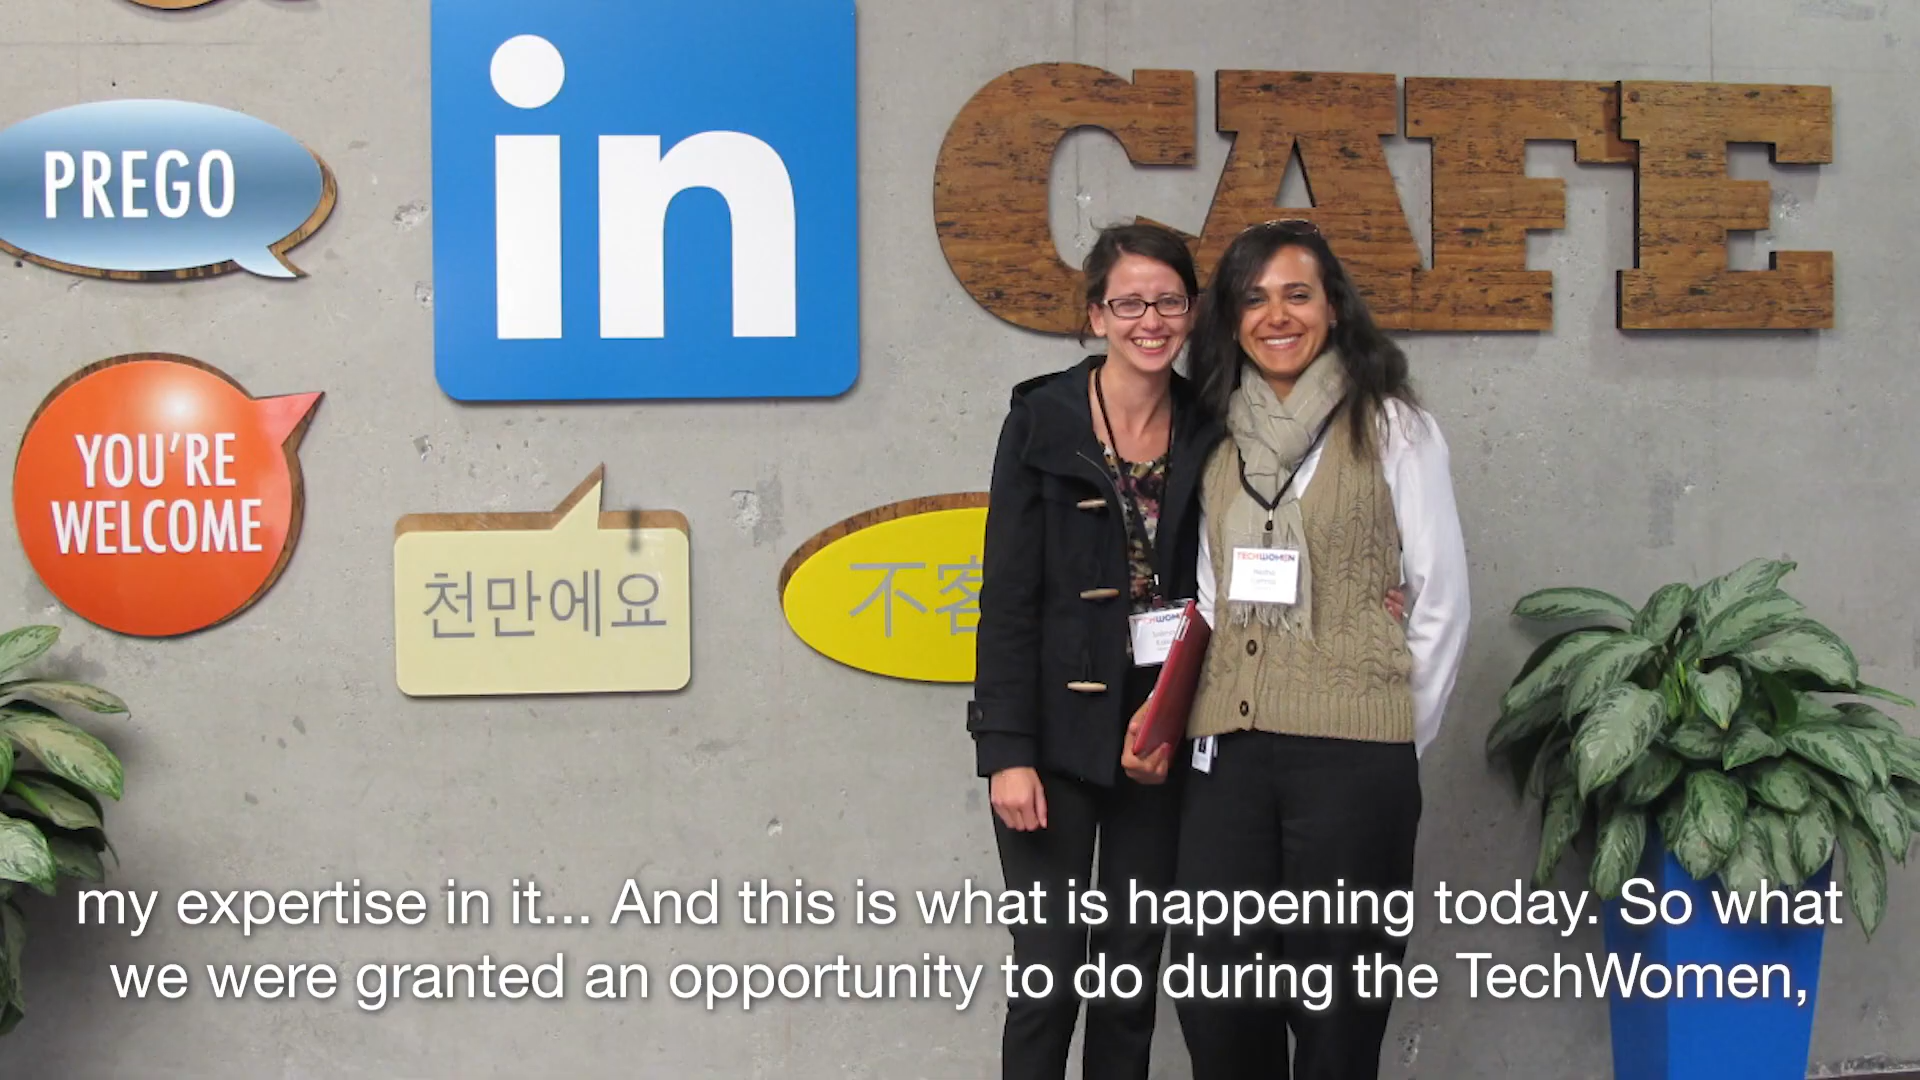 PREGO
in
CAFE
YOU'RE
WELCOME
천만에요
不客
TECHWOMEN
TECHWOM
my expertise in it... And this is what is happening today. So what
we were granted an opportunity to do during the TechWomen,